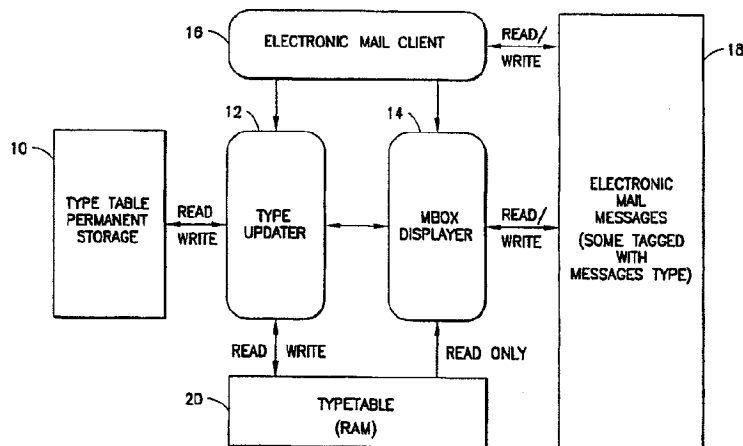 16
ELECTRONIC MAIL CLIENT
READ/
WRITE
18
12
14
10
TYPE TABLE
PERMANENT
STORAGE
READ
WRITE
TYPE
UPDATER
MBOX
DISPLAYER
READ/
WRITE
ELECTRONIC
MAIL
MESSAGES
(SOME TAGGED
WITH
MESSAGES TYPE)
READ WRITE
READ ONLY
20
TYPETABLE
(RAM)